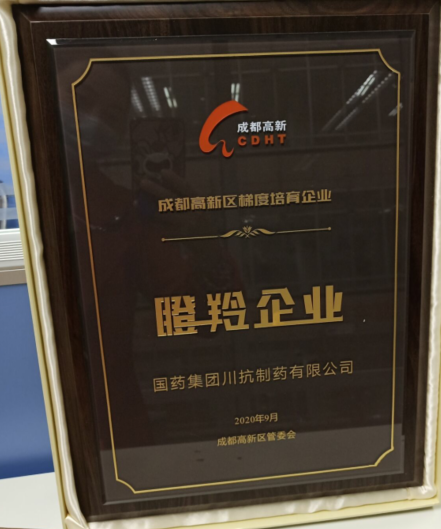 成都高新
CDHT
成都高新区梯度培育企业
瞪羚企业
国药集团川抗制药有限公司
2020年9月
成都高新区管委会